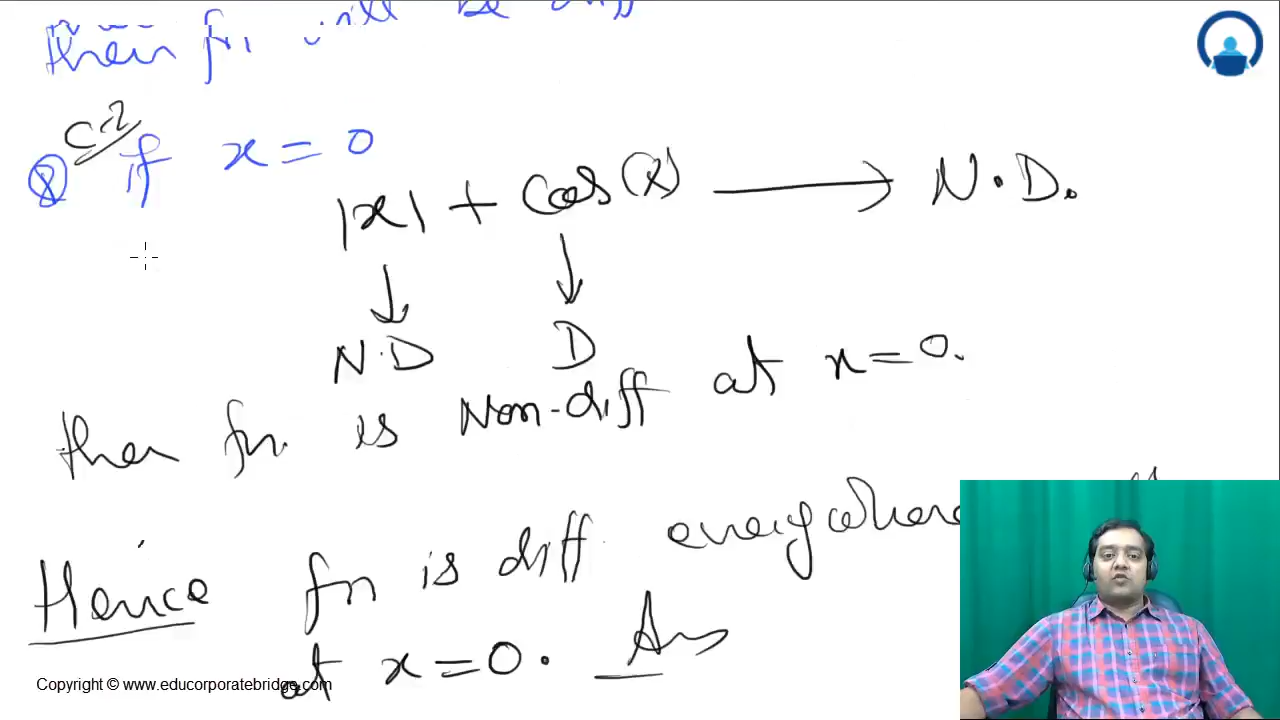 then fn will be diff
C-2
if x = 0
|x| + Cos(x) → N.D.
↓ ↓
N.D D
then fn. is Non-diff at x = 0.
Hence fn is diff. everywhere
at x = 0. Ans
Copyright © www.educorporatebridge.com